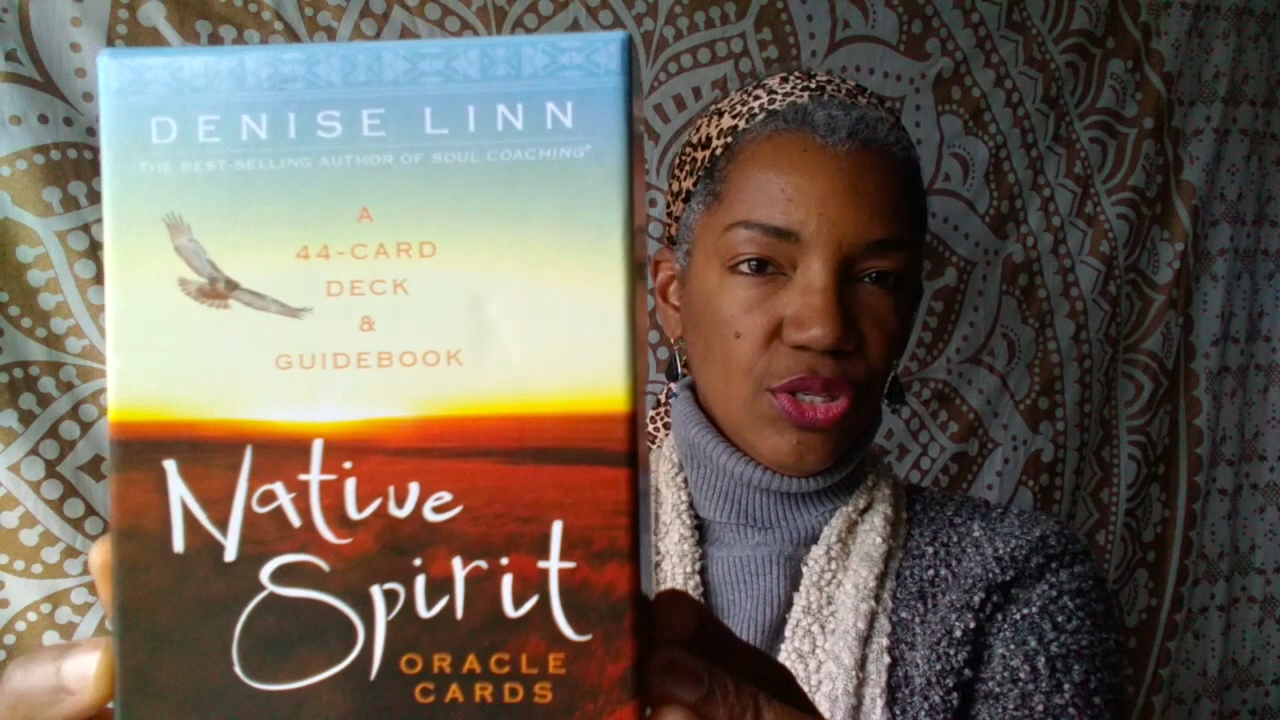 DENISE LINN
THE BEST-SELLING AUTHOR OF SOUL COACHING®
A
44-CARD
DECK
&
GUIDEBOOK
Native
Spirit
ORACLE
CARDS